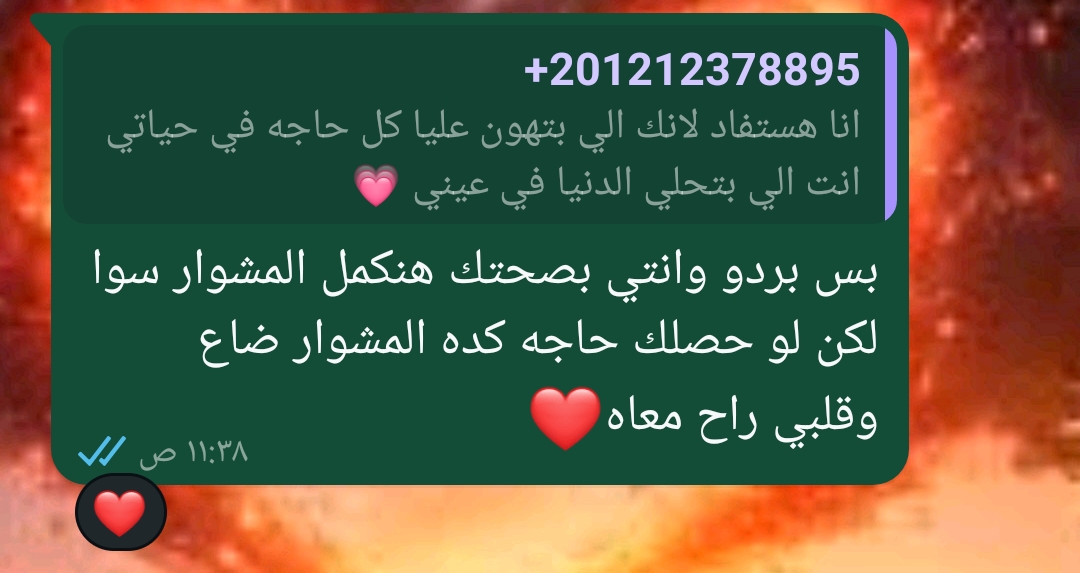 +201212378895
انا هستفاد لانك الي بتهون عليا كل حاجه في حياتي
انت الي بتحلي الدنيا في عيني 💗
بس بردو وانتي بصحتك هنكمل المشوار سوا
لكن لو حصلك حاجه كده المشوار ضاع
وقلبي راح معاه❤️
١١:٣٨ ص